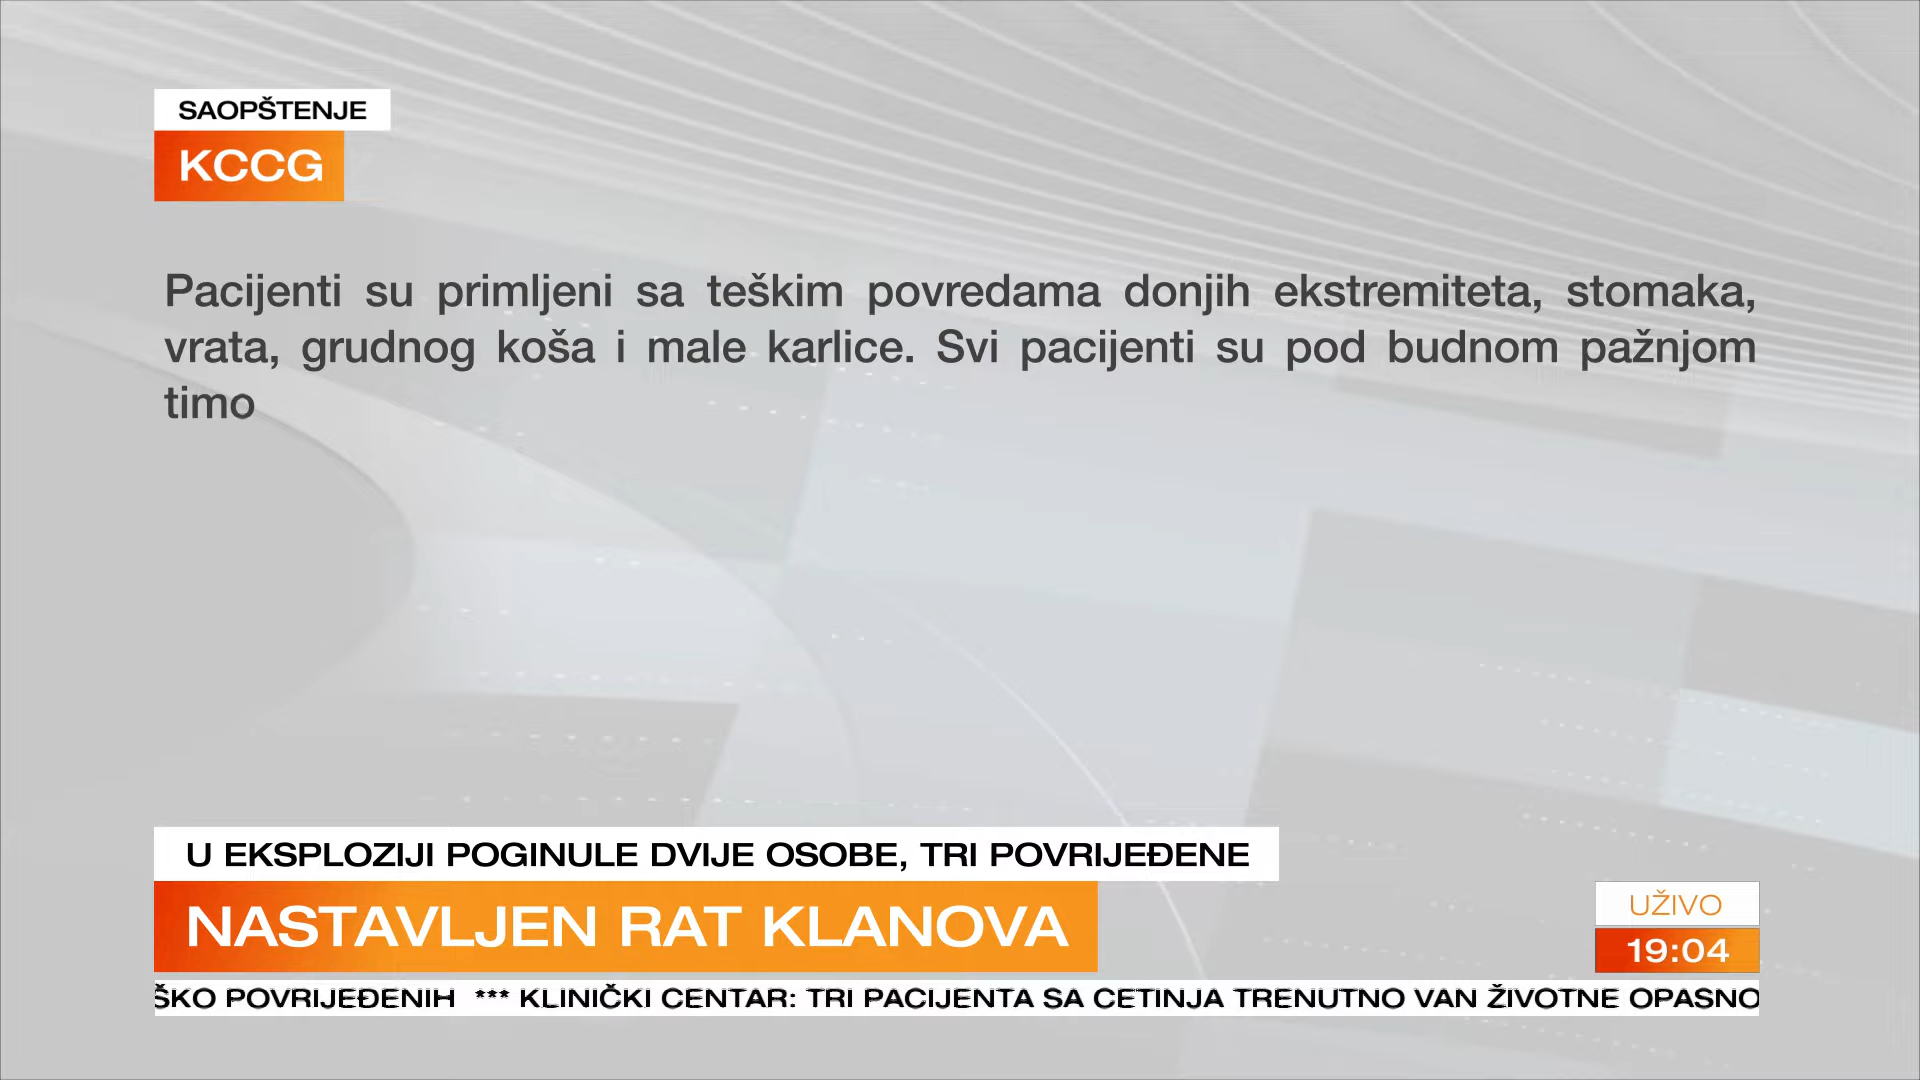 SAOPŠTENJE
KCCG
Pacijenti su primljeni sa teškim povredama donjih ekstremiteta, stomaka,
vrata, grudnog koša i male karlice. Svi pacijenti su pod budnom pažnjom
timo
U EKSPLOZIJI POGINULE DVIJE OSOBE, TRI POVRIJEĐENE
NASTAVLJEN RAT KLANOVA
UŽIVO
19:04
ŠKO POVRIJEĐENIH *** KLINIČKI CENTAR: TRI PACIJENTA SA CETINJA TRENUTNO VAN ŽIVOTNE OPASNO